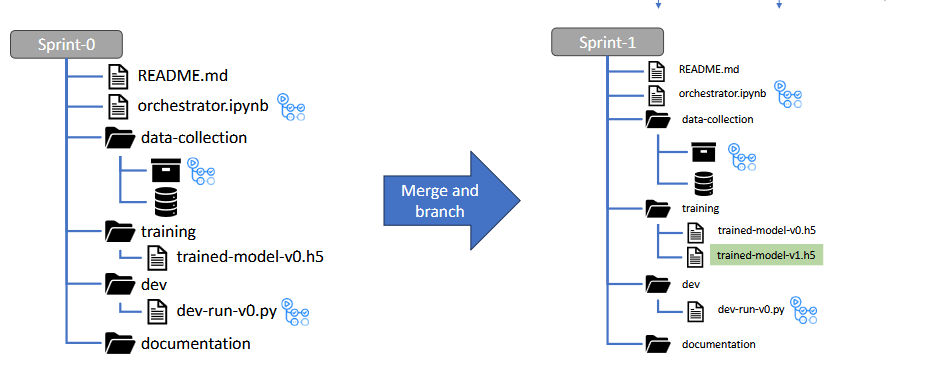 Sprint-0
README.md
orchestrator.ipynb
data-collection
training
trained-model-v0.h5
dev
dev-run-v0.py
documentation
Merge and
branch
Sprint-1
README.md
orchestrator.ipynb
data-collection
training
trained-model-v0.h5
trained-model-v1.h5
dev
dev-run-v0.py
documentation